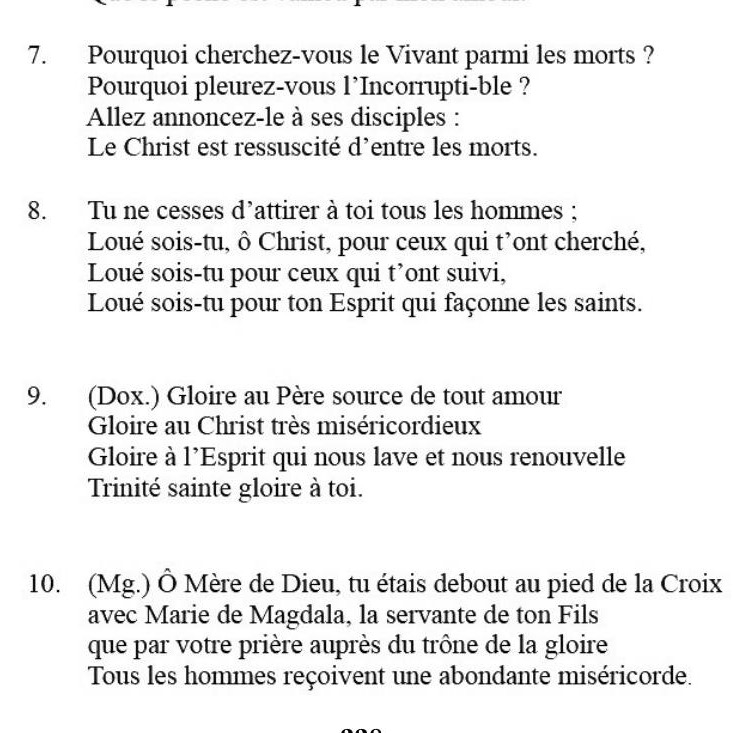 7. Pourquoi cherchez-vous le Vivant parmi les morts ?
Pourquoi pleurez-vous l’Incorrupti-ble ?
Allez annoncez-le à ses disciples :
Le Christ est ressuscité d’entre les morts.
8. Tu ne cesses d’attirer à toi tous les hommes ;
Loué sois-tu, ô Christ, pour ceux qui t’ont cherché,
Loué sois-tu pour ceux qui t’ont suivi,
Loué sois-tu pour ton Esprit qui façonne les saints.
9. (Dox.) Gloire au Père source de tout amour
Gloire au Christ très miséricordieux
Gloire à l’Esprit qui nous lave et nous renouvelle
Trinité sainte gloire à toi.
10. (Mg.) Ô Mère de Dieu, tu étais debout au pied de la Croix
avec Marie de Magdala, la servante de ton Fils
que par votre prière auprès du trône de la gloire
Tous les hommes reçoivent une abondante miséricorde.